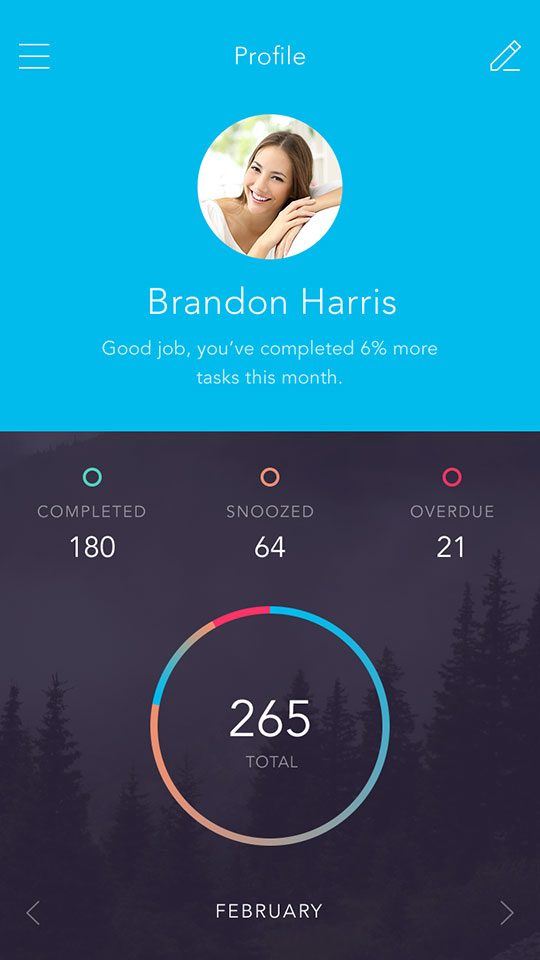 Profile
Brandon Harris
Good job, you’ve completed 6% more
tasks this month.
COMPLETED SNOOZED OVERDUE
180 64 21
265
TOTAL
FEBRUARY